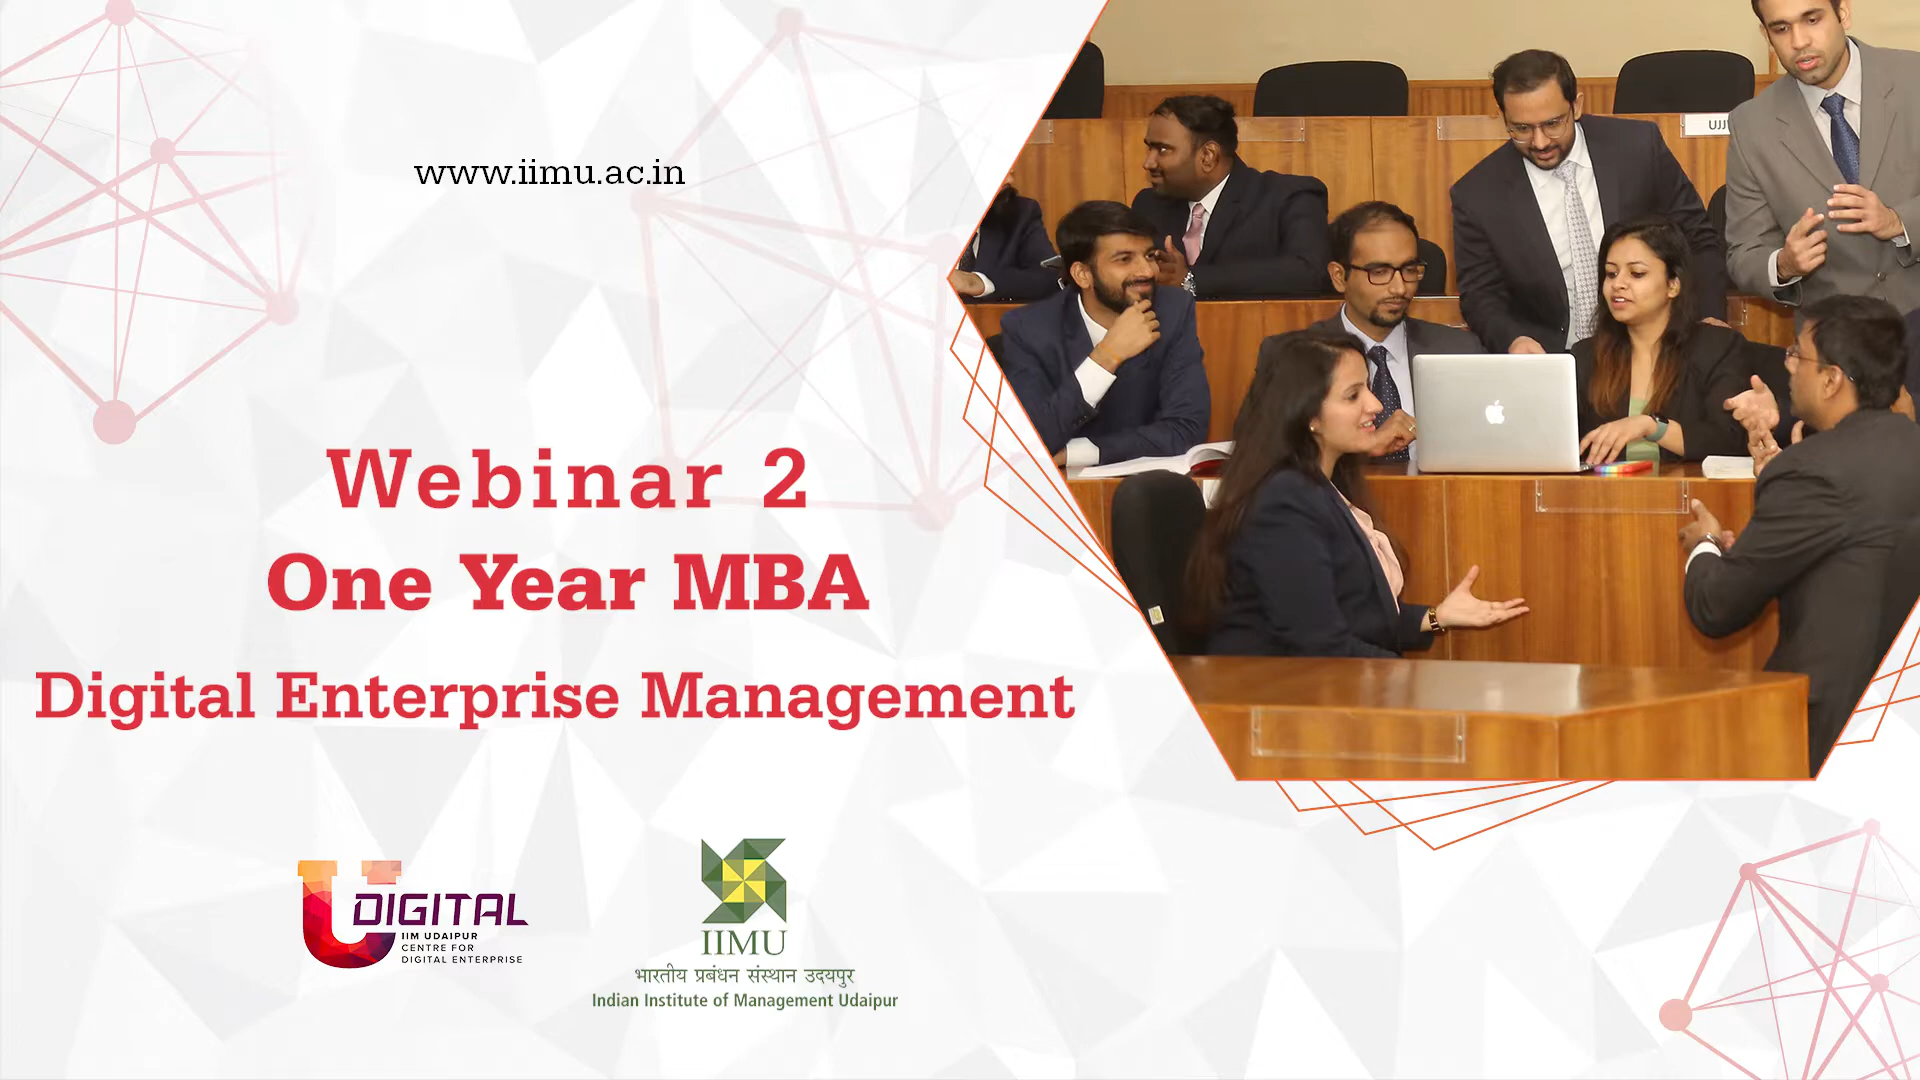 www.iimu.ac.in
Webinar 2
One Year MBA
Digital Enterprise Management
U DIGITAL
IIM UDAIPUR
CENTRE FOR
DIGITAL ENTERPRISE
IIMU
भारतीय प्रबंधन संस्थान उदयपुर
Indian Institute of Management Udaipur